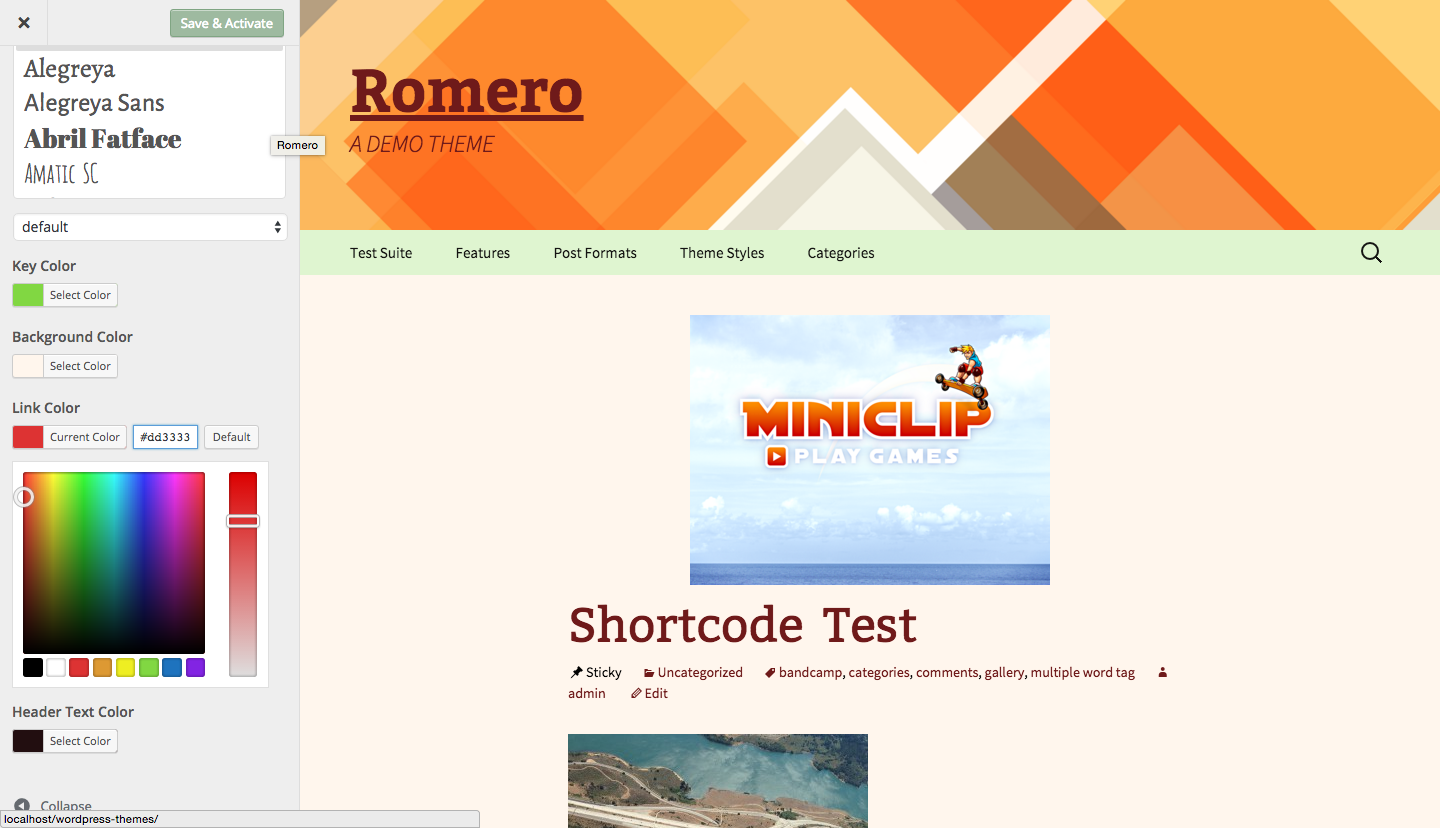 Save & Activate
Alegreya
Alegreya Sans
Abril Fatface
Amatic SC
default
Key Color
Select Color
Background Color
Select Color
Link Color
Current Color #dd3333 Default
Header Text Color
Select Color
Collapse
localhost/wordpress-themes/
Romero
Romero
A DEMO THEME
Test Suite Features Post Formats Theme Styles Categories
MINICLIP
PLAY GAMES
Shortcode Test
Sticky Uncategorized bandcamp, categories, comments, gallery, multiple word tag
admin Edit